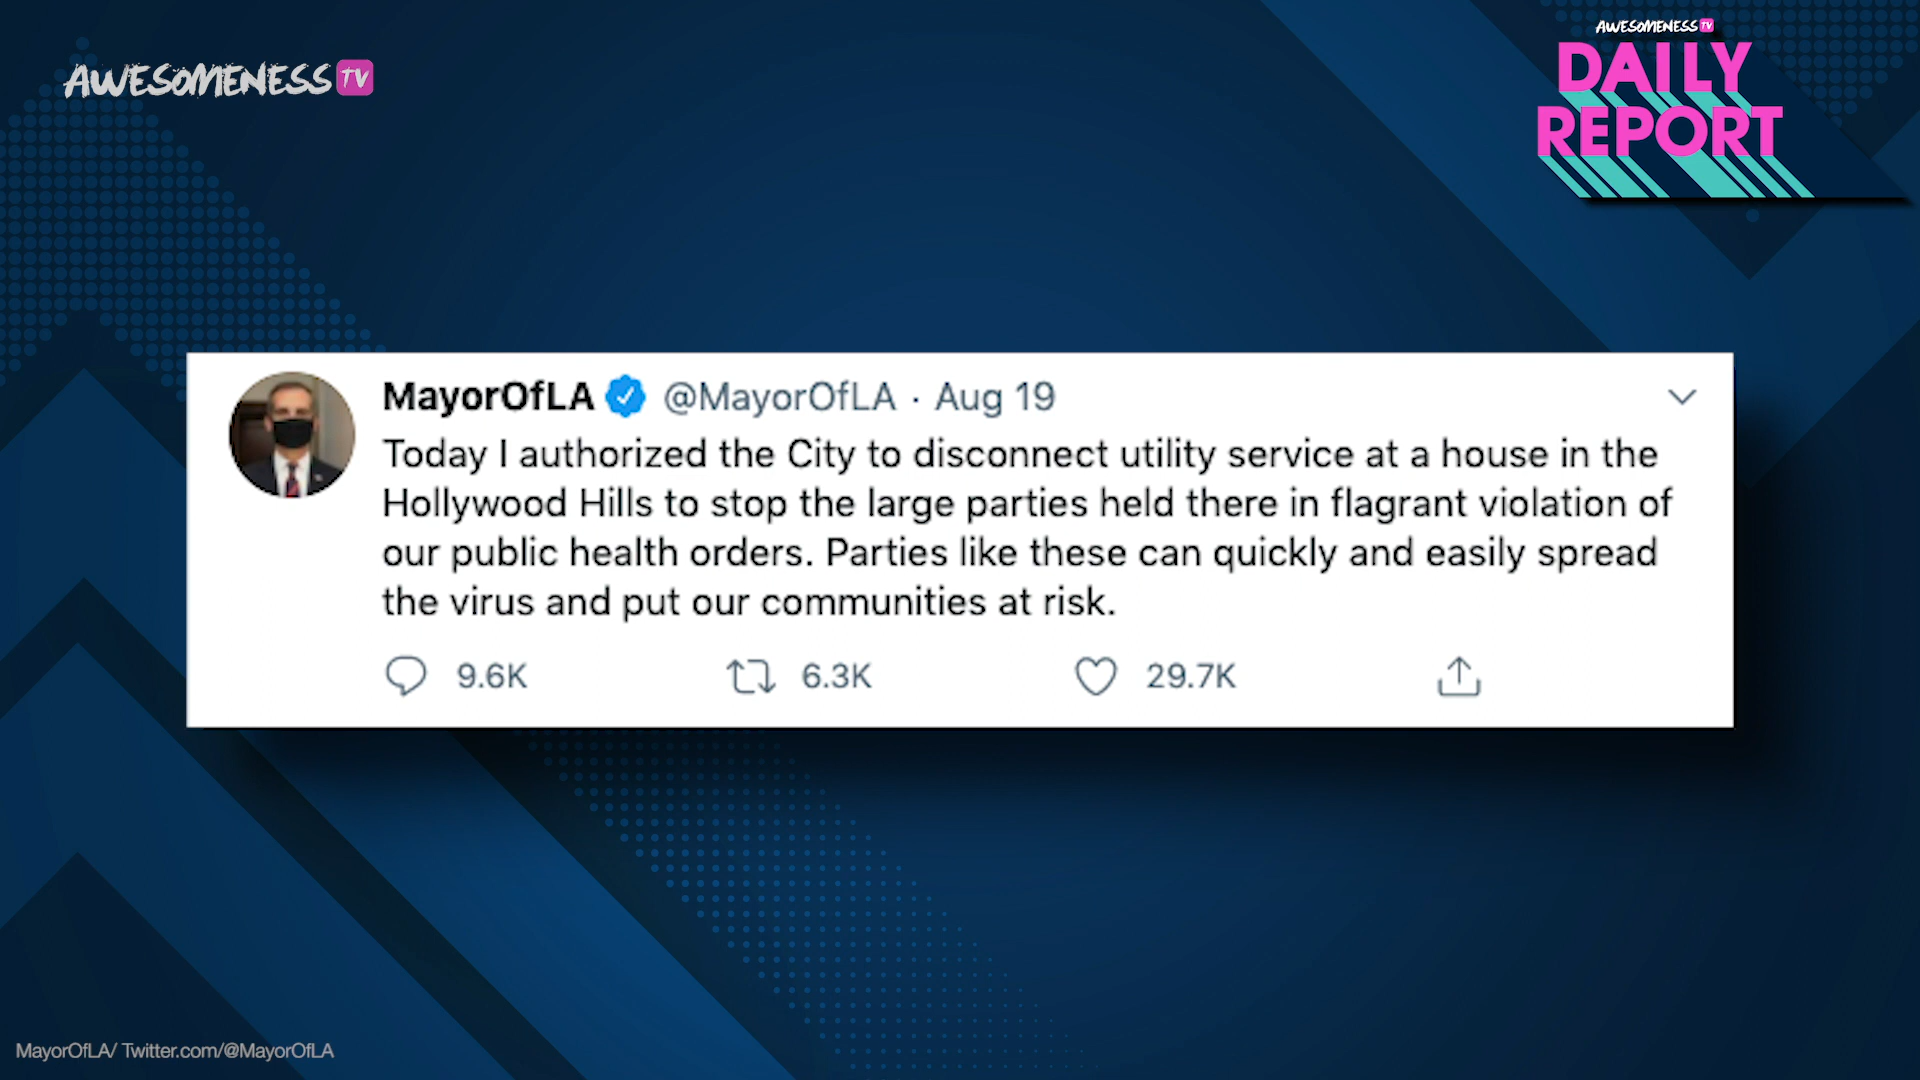 AWESOMENESS TV
AWESOMENESS TV
DAILY
REPORT
MayorOfLA @MayorOfLA · Aug 19
Today I authorized the City to disconnect utility service at a house in the
Hollywood Hills to stop the large parties held there in flagrant violation of
our public health orders. Parties like these can quickly and easily spread
the virus and put our communities at risk.
9.6K 6.3K 29.7K
MayorOfLA/ Twitter.com/@MayorOfLA